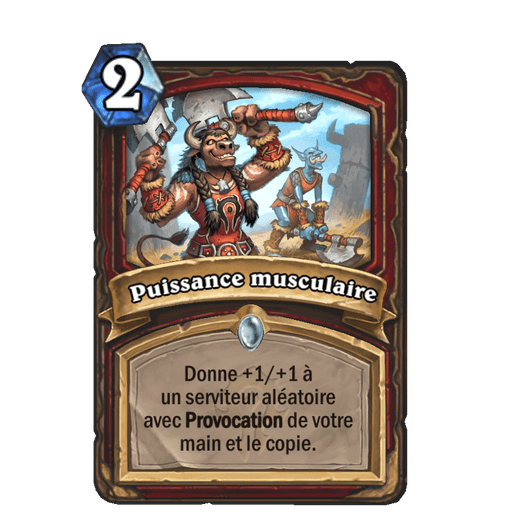 2
Puissance musculaire
Donne +1/+1 à
un serviteur aléatoire
avec Provocation de votre
main et le copie.